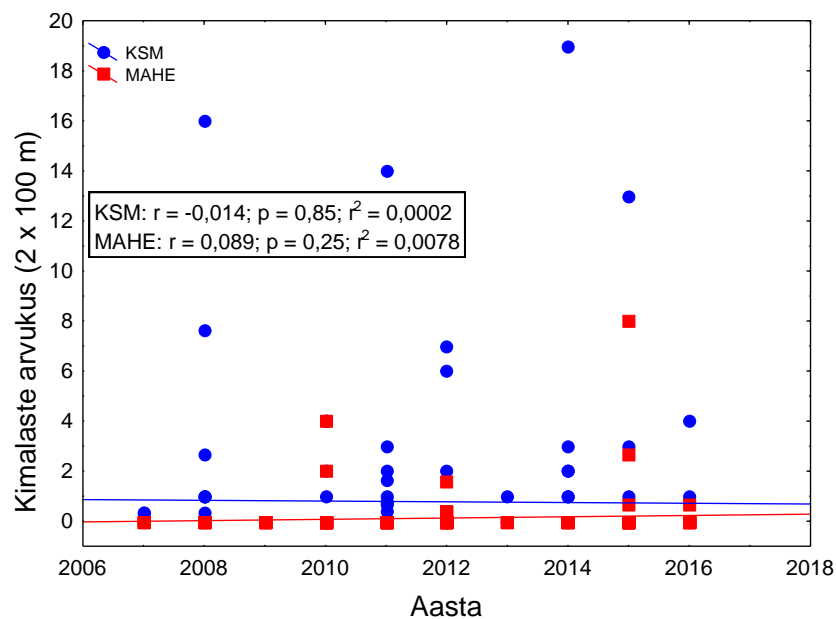 20
18
16
14
12
10
8
6
4
2
0
Kimalaste arvukus (2 x 100 m)
KSM
MAHE
KSM: r = -0,014; p = 0,85; r² = 0,0002
MAHE: r = 0,089; p = 0,25; r² = 0,0078
2006 2008 2010 2012 2014 2016 2018
Aasta